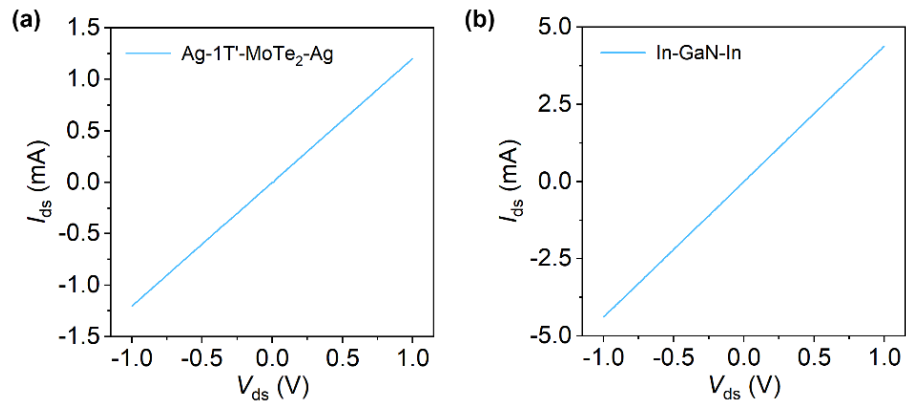 (a)
Ag-1T'-MoTe2-Ag
1.5
1.0
0.5
0.0
-0.5
-1.0
-1.5
Ids (mA)
-1.0 -0.5 0.0 0.5 1.0
Vds (V)
(b)
In-GaN-In
5.0
2.5
0.0
-2.5
-5.0
Ids (mA)
-1.0 -0.5 0.0 0.5 1.0
Vds (V)